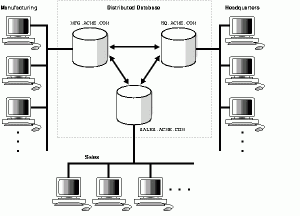 Manufacturing
Distributed Database
Headquarters
MFG.ACME.COM
HQ.ACME.COM
SALES.ACME.COM
Sales